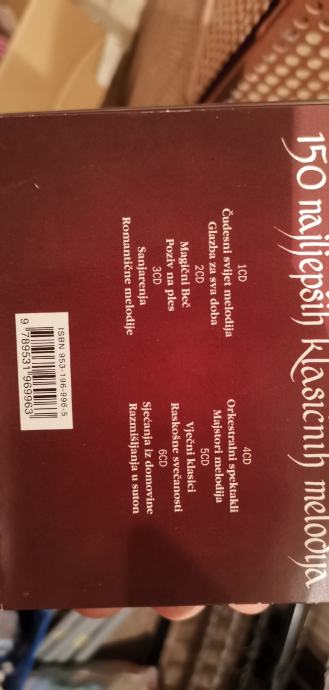 150 najljepših klasičnih melodija
1CD
Čudesni svijet melodija
Glazba za sva doba
2CD
Magični Beč
Poziv na ples
3CD
Sanjarenja
Romantične melodije
4CD
Orkestralni spektakli
Majstori melodija
5CD
Vječni klasici
Raskošne svečanosti
6CD
Sjećanja iz domovine
Razmišljanja u suton
ISBN 953-196-996-5
9 789531 969963